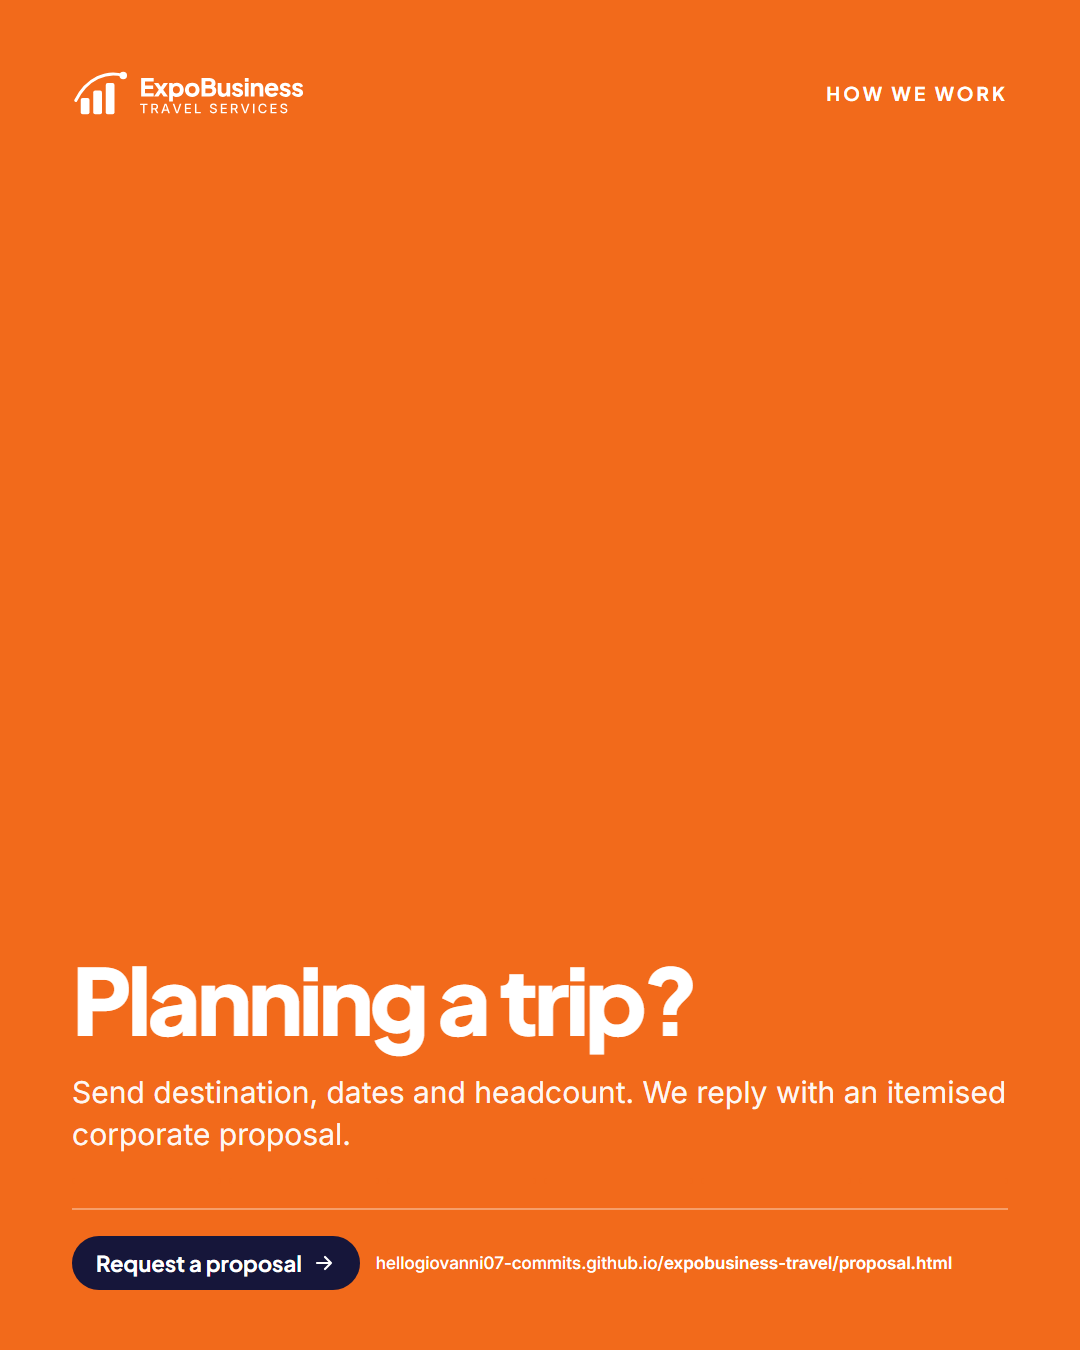 ExpoBusiness
TRAVEL SERVICES
HOW WE WORK
Planning a trip?
Send destination, dates and headcount. We reply with an itemised
corporate proposal.
Request a proposal →
hellogiovanni07-commits.github.io/expobusiness-travel/proposal.html